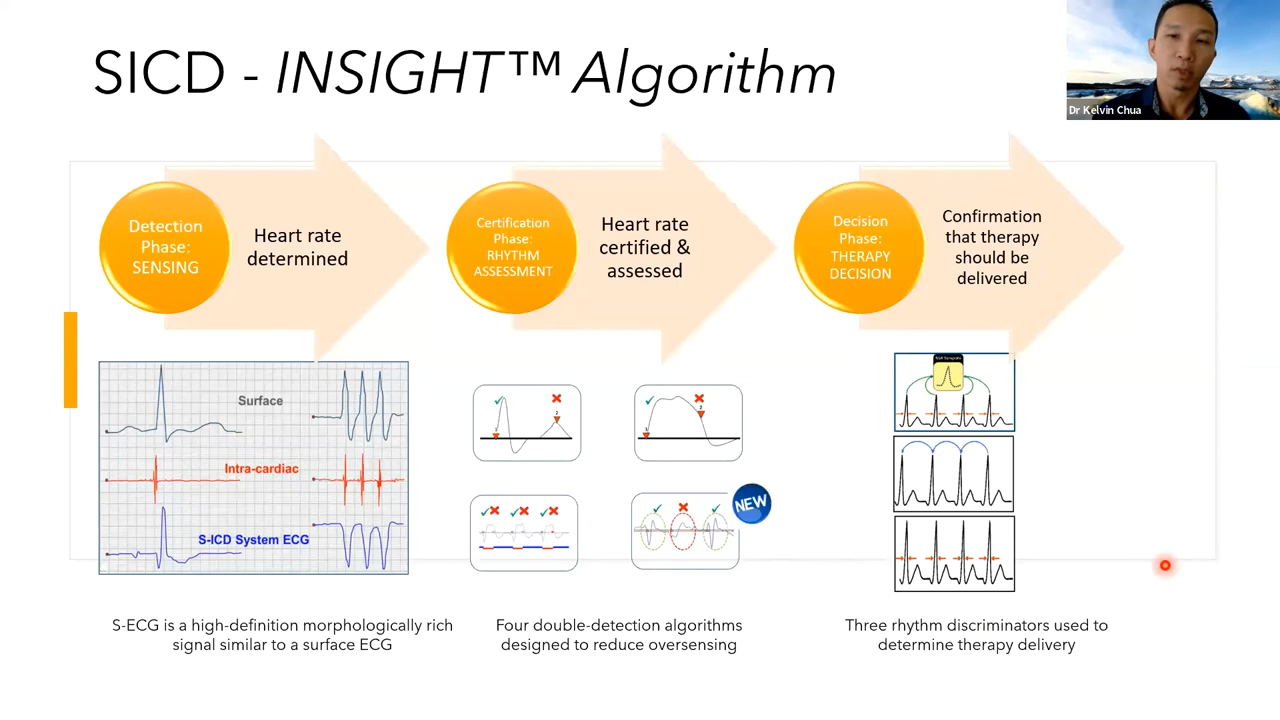 SICD - INSIGHT™ Algorithm
Dr Kelvin Chua
Detection
Phase:
SENSING
Heart rate
determined
Certification
Phase:
RHYTHM
ASSESSMENT
Heart rate
certified &
assessed
Decision
Phase:
THERAPY
DECISION
Confirmation
that therapy
should be
delivered
Surface
Intra-cardiac
S-ICD System ECG
NEW
S-ECG is a high-definition morphologically rich
signal similar to a surface ECG
Four double-detection algorithms
designed to reduce oversensing
Three rhythm discriminators used to
determine therapy delivery